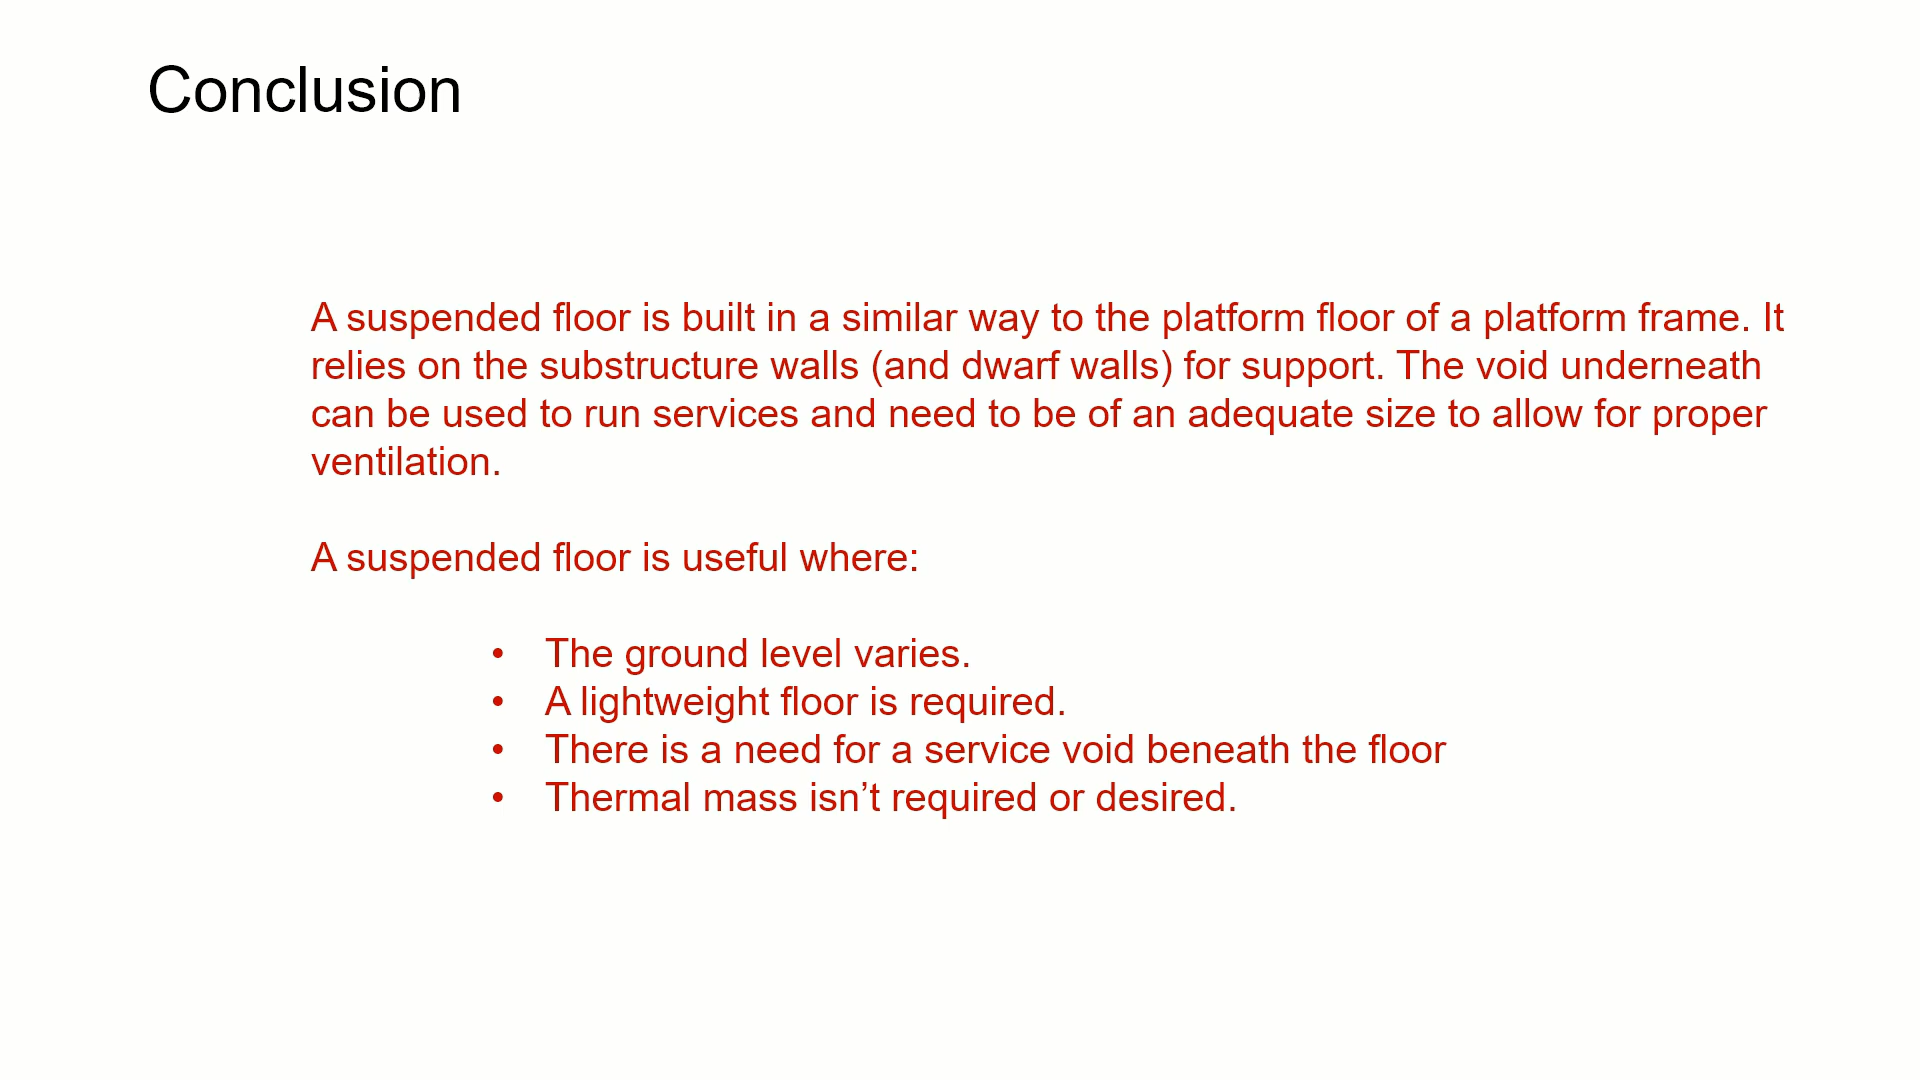 Conclusion
A suspended floor is built in a similar way to the platform floor of a platform frame. It
relies on the substructure walls (and dwarf walls) for support. The void underneath
can be used to run services and need to be of an adequate size to allow for proper
ventilation.
A suspended floor is useful where:
• The ground level varies.
• A lightweight floor is required.
• There is a need for a service void beneath the floor
• Thermal mass isn’t required or desired.